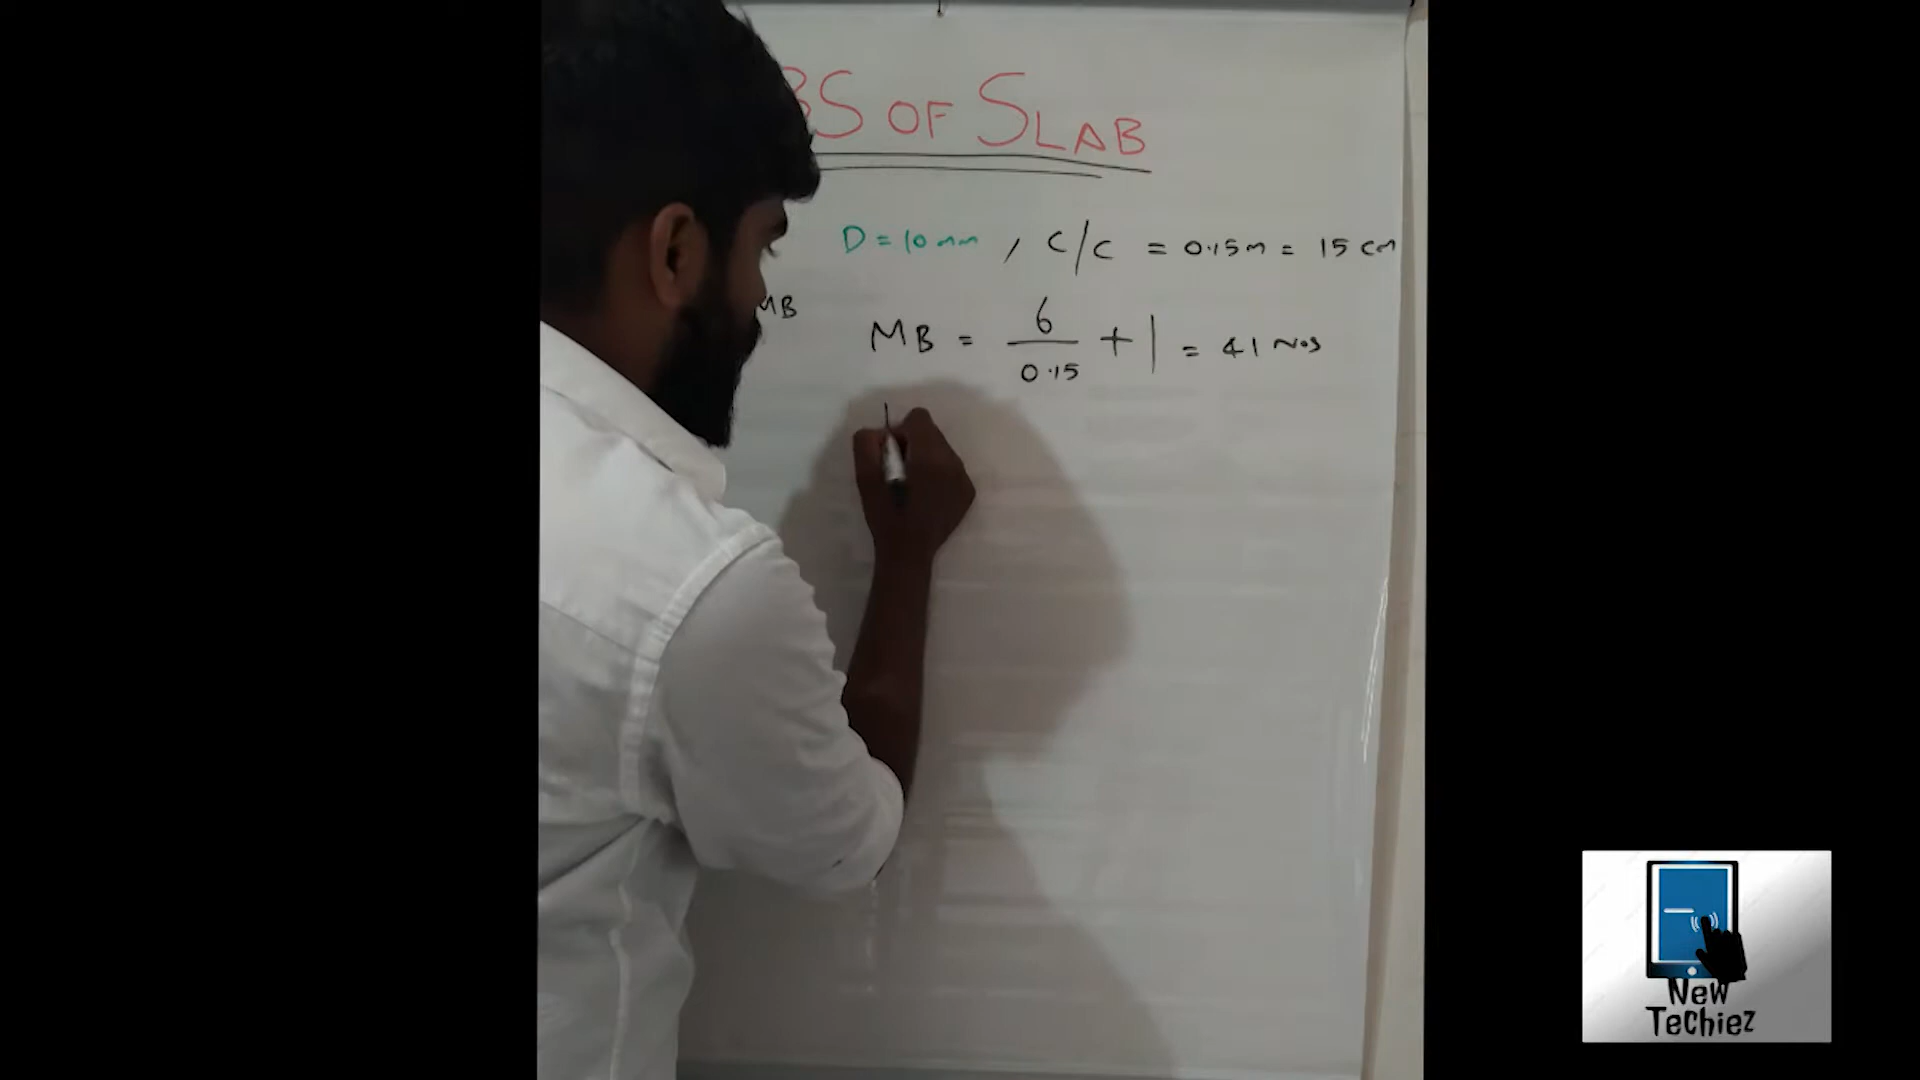 BS OF SLAB
D = 10 mm , C/C = 0.15m = 15 cm
MB
MB = 6/0.15 + 1 = 41 Nos
New
Techiez